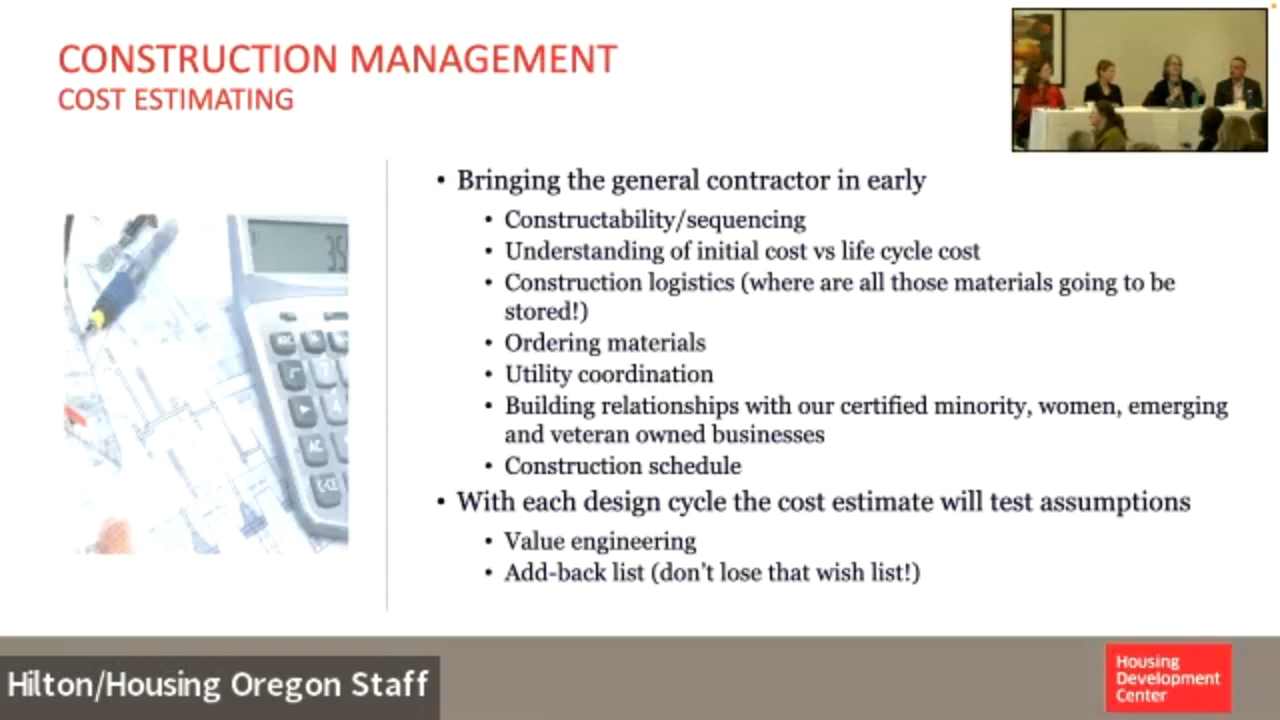 CONSTRUCTION MANAGEMENT
COST ESTIMATING
• Bringing the general contractor in early
• Constructability/sequencing
• Understanding of initial cost vs life cycle cost
• Construction logistics (where are all those materials going to be
stored!)
• Ordering materials
• Utility coordination
• Building relationships with our certified minority, women, emerging
and veteran owned businesses
• Construction schedule
• With each design cycle the cost estimate will test assumptions
• Value engineering
• Add-back list (don't lose that wish list!)
Hilton/Housing Oregon Staff
Housing
Development
Center